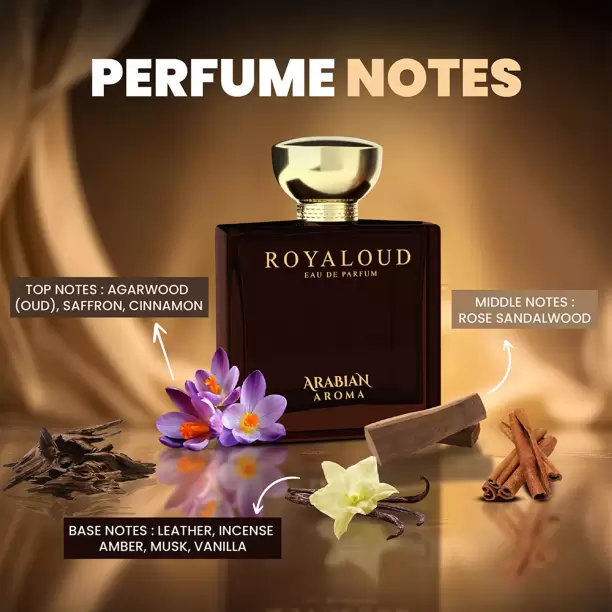 PERFUME NOTES
ROYALOUD
EAU DE PARFUM
TOP NOTES : AGARWOOD
(OUD), SAFFRON, CINNAMON
MIDDLE NOTES :
ROSE SANDALWOOD
ARABIAN
AROMA
BASE NOTES : LEATHER, INCENSE
AMBER, MUSK, VANILLA